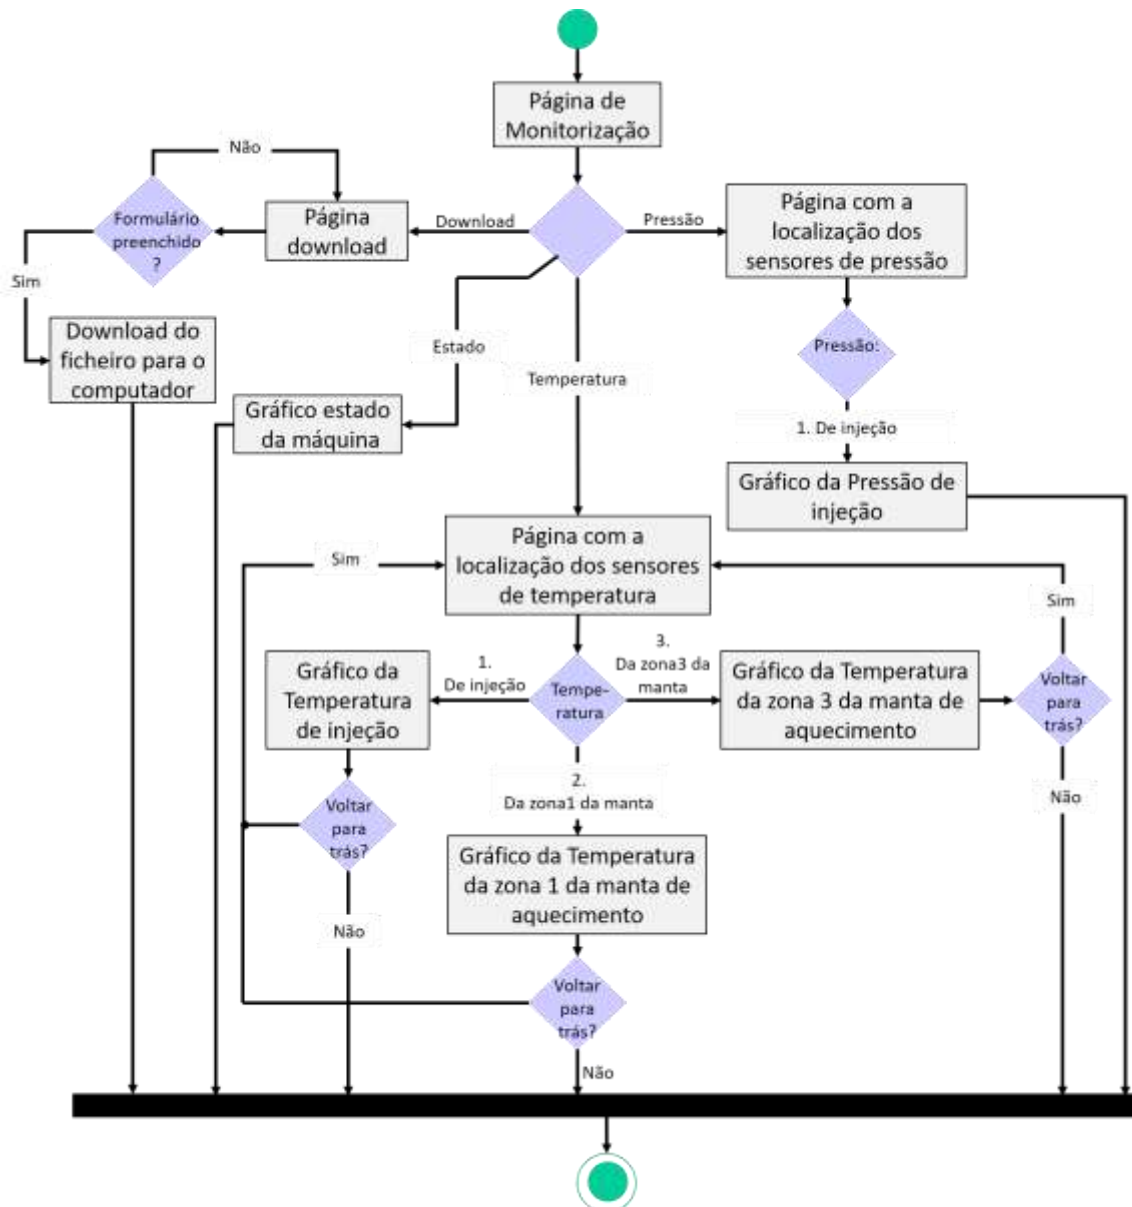 Página de
Monitorização
Não
Formulário
preenchido
?
Página
download
Download
Pressão
Página com a
localização dos
sensores de pressão
Sim
Download do
ficheiro para o
computador
Estado
Pressão:
Temperatura
Gráfico estado
da máquina
1. De injeção
Gráfico da Pressão de
injeção
Sim
Página com a
localização dos sensores
de temperatura
Sim
Gráfico da
Temperatura
de injeção
1.
De injeção
Tempe-
ratura
3.
Da zona3 da
manta
Gráfico da Temperatura
da zona 3 da manta de
aquecimento
Voltar
para
trás?
2.
Da zona1 da manta
Não
Voltar
para
trás?
Gráfico da Temperatura
da zona 1 da manta de
aquecimento
Não
Voltar
para
trás?
Não